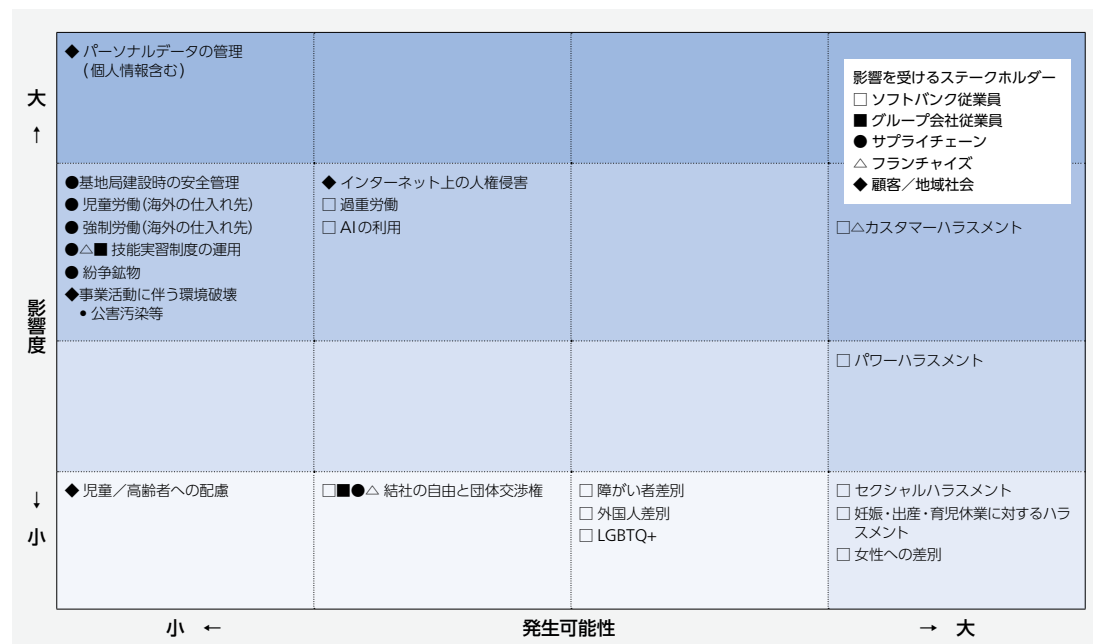 ◆ パーソナルデータの管理
(個人情報含む)
影響を受けるステークホルダー
□ ソフトバンク従業員
■ グループ会社従業員
● サプライチェーン
△ フランチャイズ
◆ 顧客／地域社会
大
↑
影響度
↓
小
●基地局建設時の安全管理
● 児童労働(海外の仕入れ先)
● 強制労働(海外の仕入れ先)
●△■ 技能実習制度の運用
● 紛争鉱物
◆事業活動に伴う環境破壊
• 公害汚染等
◆ インターネット上の人権侵害
□ 過重労働
□ AIの利用
□△カスタマーハラスメント
□ パワーハラスメント
◆ 児童／高齢者への配慮
□■●△ 結社の自由と団体交渉権
□ 障がい者差別
□ 外国人差別
□ LGBTQ+
□ セクシャルハラスメント
□ 妊娠・出産・育児休業に対するハラ
スメント
□ 女性への差別
小 ←
発生可能性
→ 大